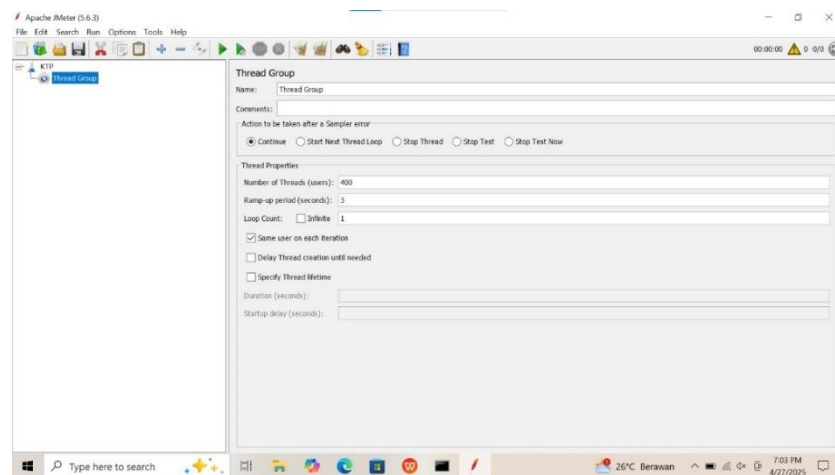 Apache JMeter (5.6.3)
File Edit Search Run Options Tools Help
00:00:00 0 0/0
KTP
Thread Group
Thread Group
Name: Thread Group
Comments:
Action to be taken after a Sampler error
Continue Start Next Thread Loop Stop Thread Stop Test Stop Test Now
Thread Properties
Number of Threads (users): 400
Ramp-up period (seconds): 3
Loop Count: Infinite 1
Same user on each iteration
Delay Thread creation until needed
Specify Thread lifetime
Duration (seconds):
Startup delay (seconds):
Type here to search
26°C Berawan
7:03 PM
4/27/2025